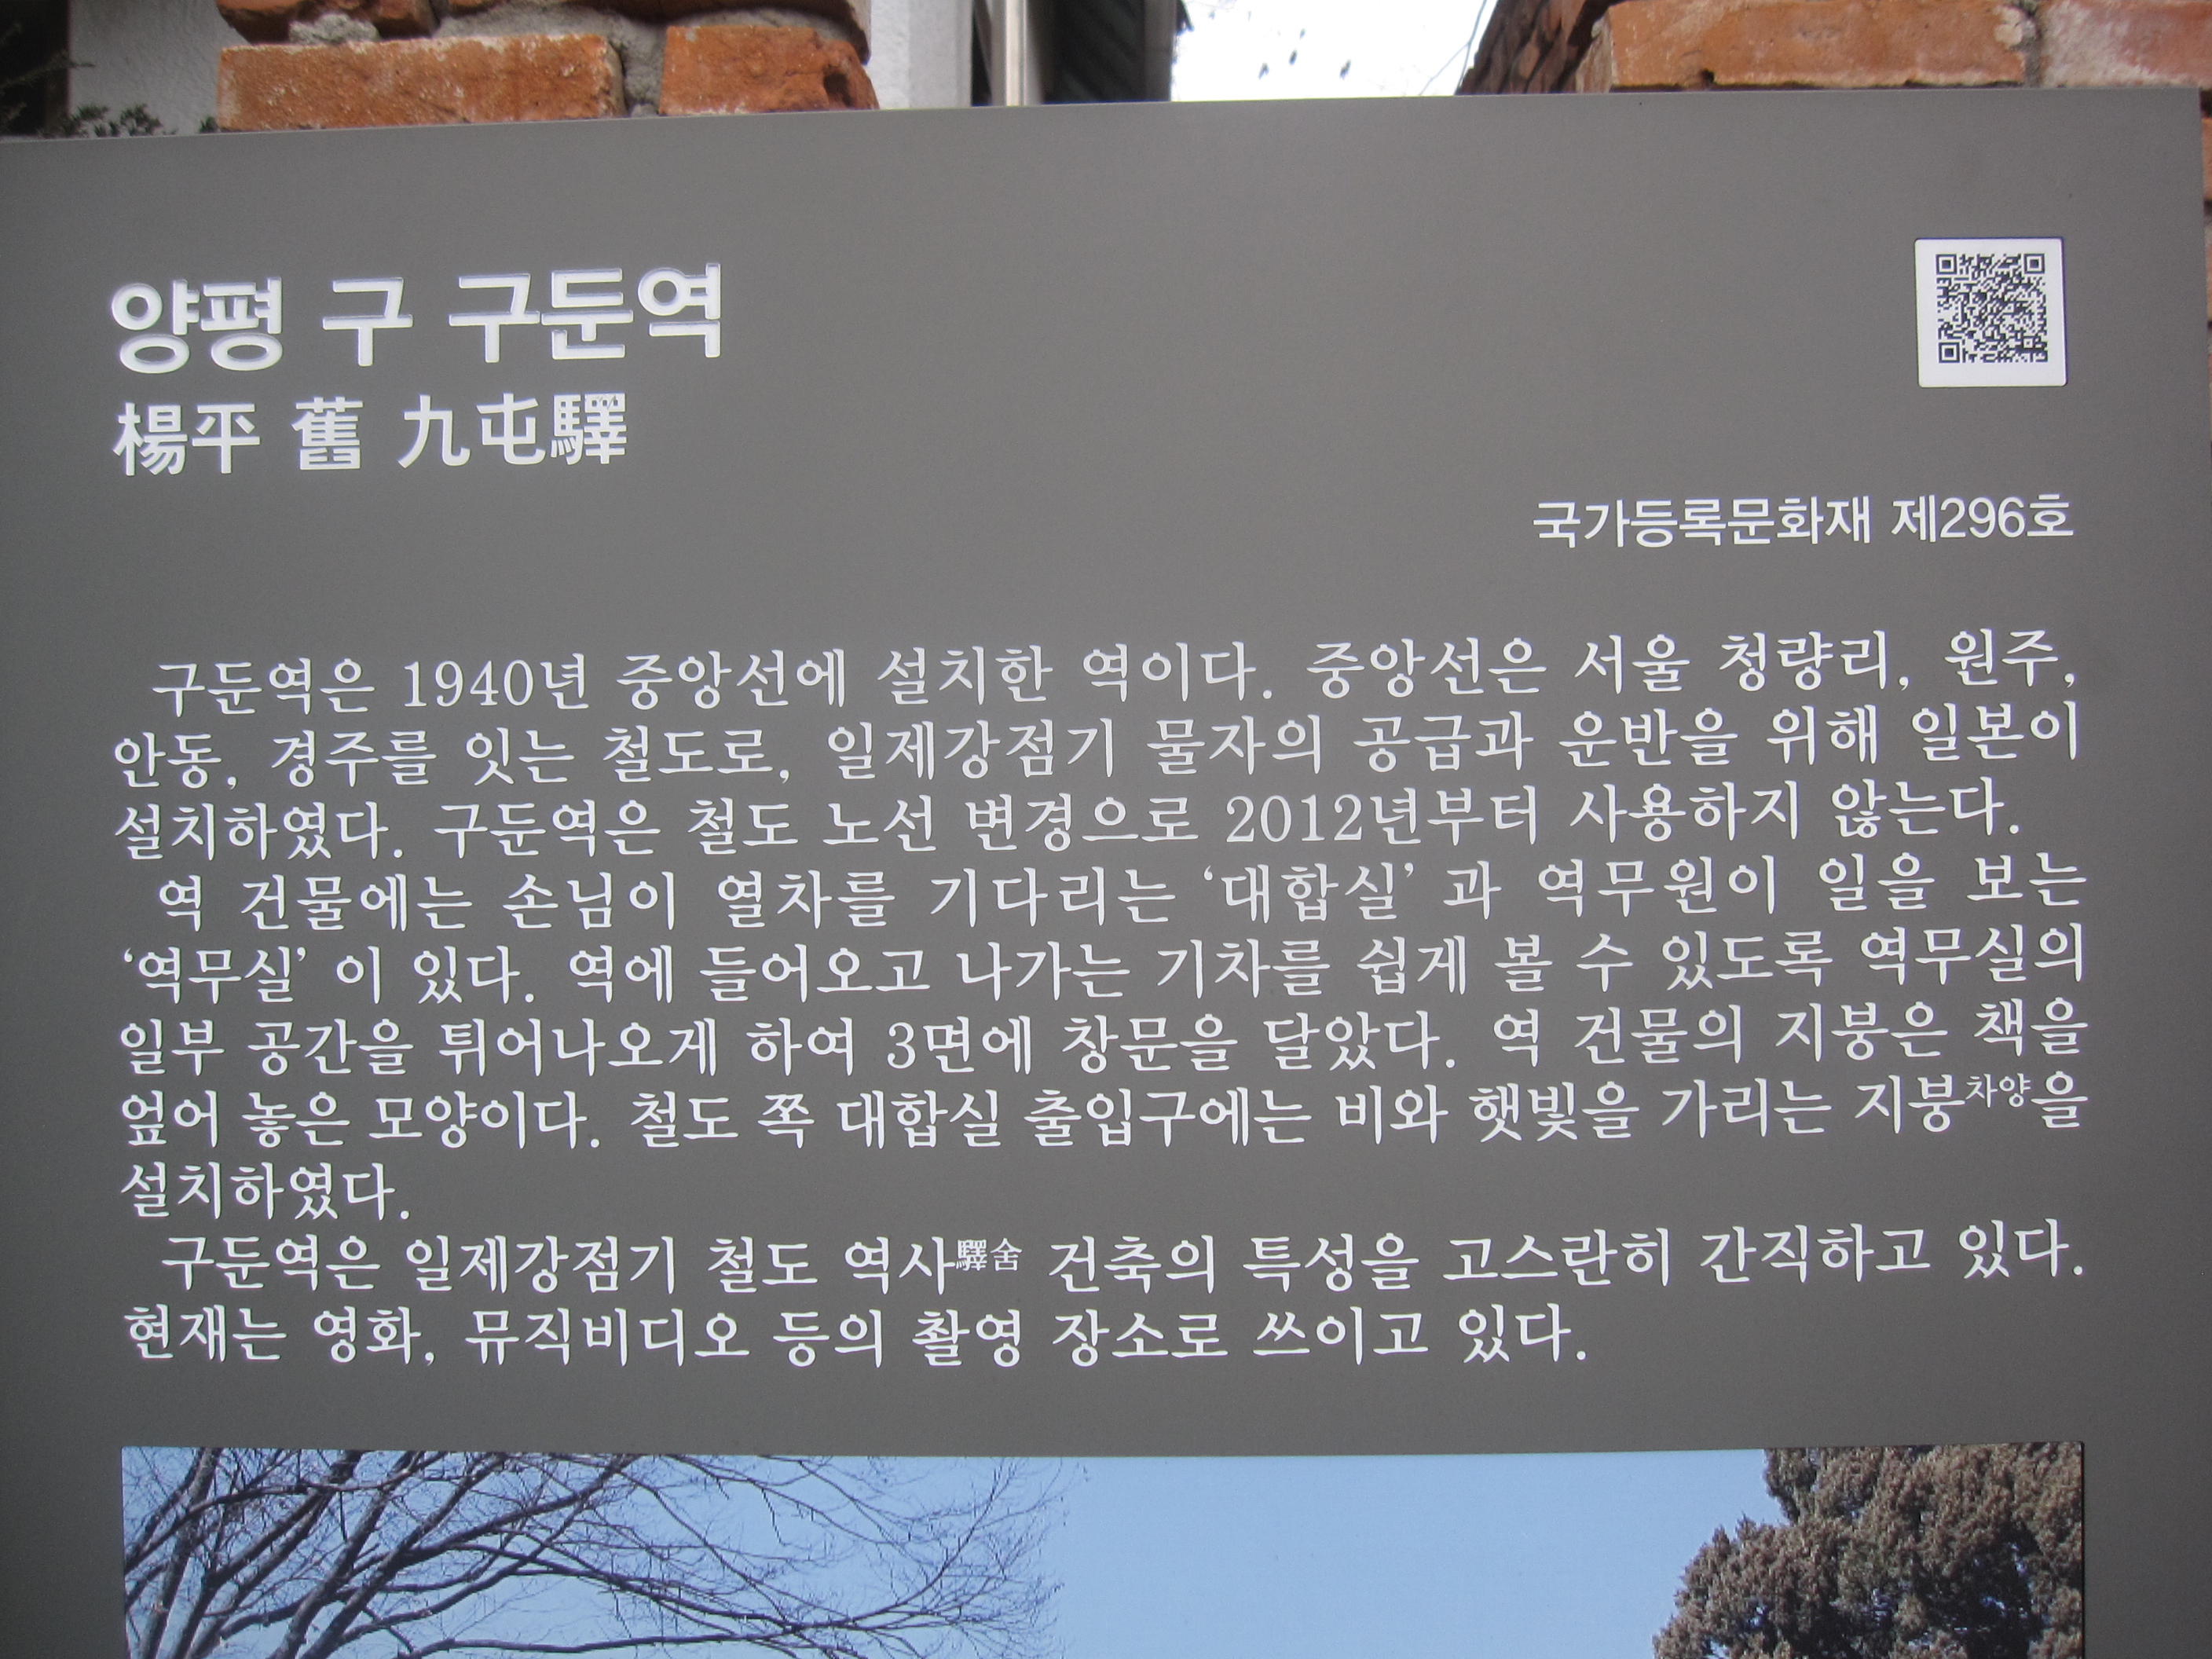 양평 구 구둔역
楊平 舊 九屯驛
국가등록문화재 제296호
구둔역은 1940년 중앙선에 설치한 역이다. 중앙선은 서울 청량리, 원주,
안동, 경주를 잇는 철도로, 일제강점기 물자의 공급과 운반을 위해 일본이
설치하였다. 구둔역은 철도 노선 변경으로 2012년부터 사용하지 않는다.
역 건물에는 손님이 열차를 기다리는 ‘대합실’ 과 역무원이 일을 보는
‘역무실’ 이 있다. 역에 들어오고 나가는 기차를 쉽게 볼 수 있도록 역무실의
일부 공간을 튀어나오게 하여 3면에 창문을 달았다. 역 건물의 지붕은 책을
엎어 놓은 모양이다. 철도 쪽 대합실 출입구에는 비와 햇빛을 가리는 지붕차양을
설치하였다.
구둔역은 일제강점기 철도 역사驛舍 건축의 특성을 고스란히 간직하고 있다.
현재는 영화, 뮤직비디오 등의 촬영 장소로 쓰이고 있다.